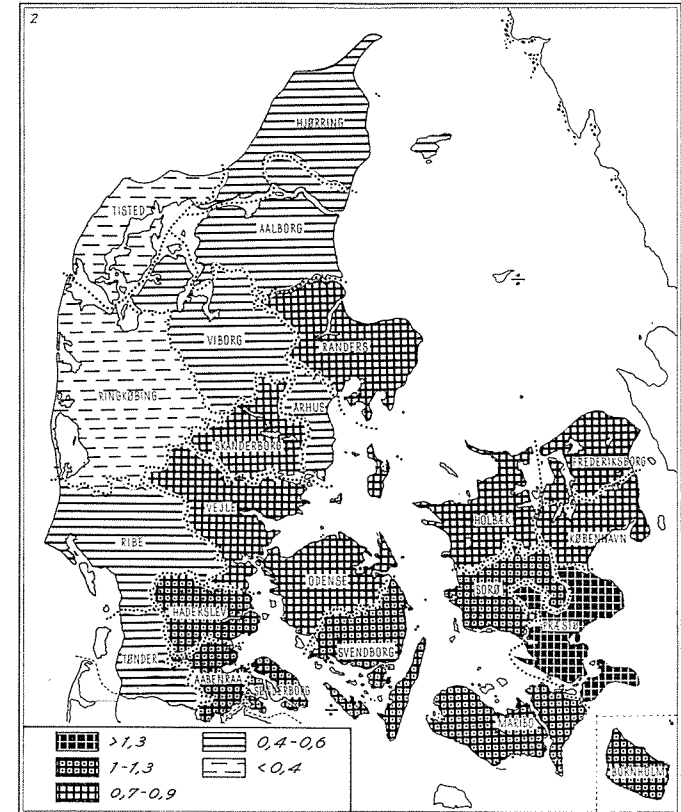 2
HJØRRING
TISTED
AALBORG
VIBORG
RANDERS
RINGKØBING
ÅRHUS
SKANDERBORG
FREDERIKSBORG
VEJLE
HOLBÆK
KØBENHAVN
RIBE
ODENSE
SORØ
HADERSLEV
PRÆSTØ
SVENDBORG
TØNDER
AABENRAA
SØNDERBORG
MARIBO
BORNHOLM
>1,3
0,4-0,6
1-1,3
<0,4
0,7-0,9